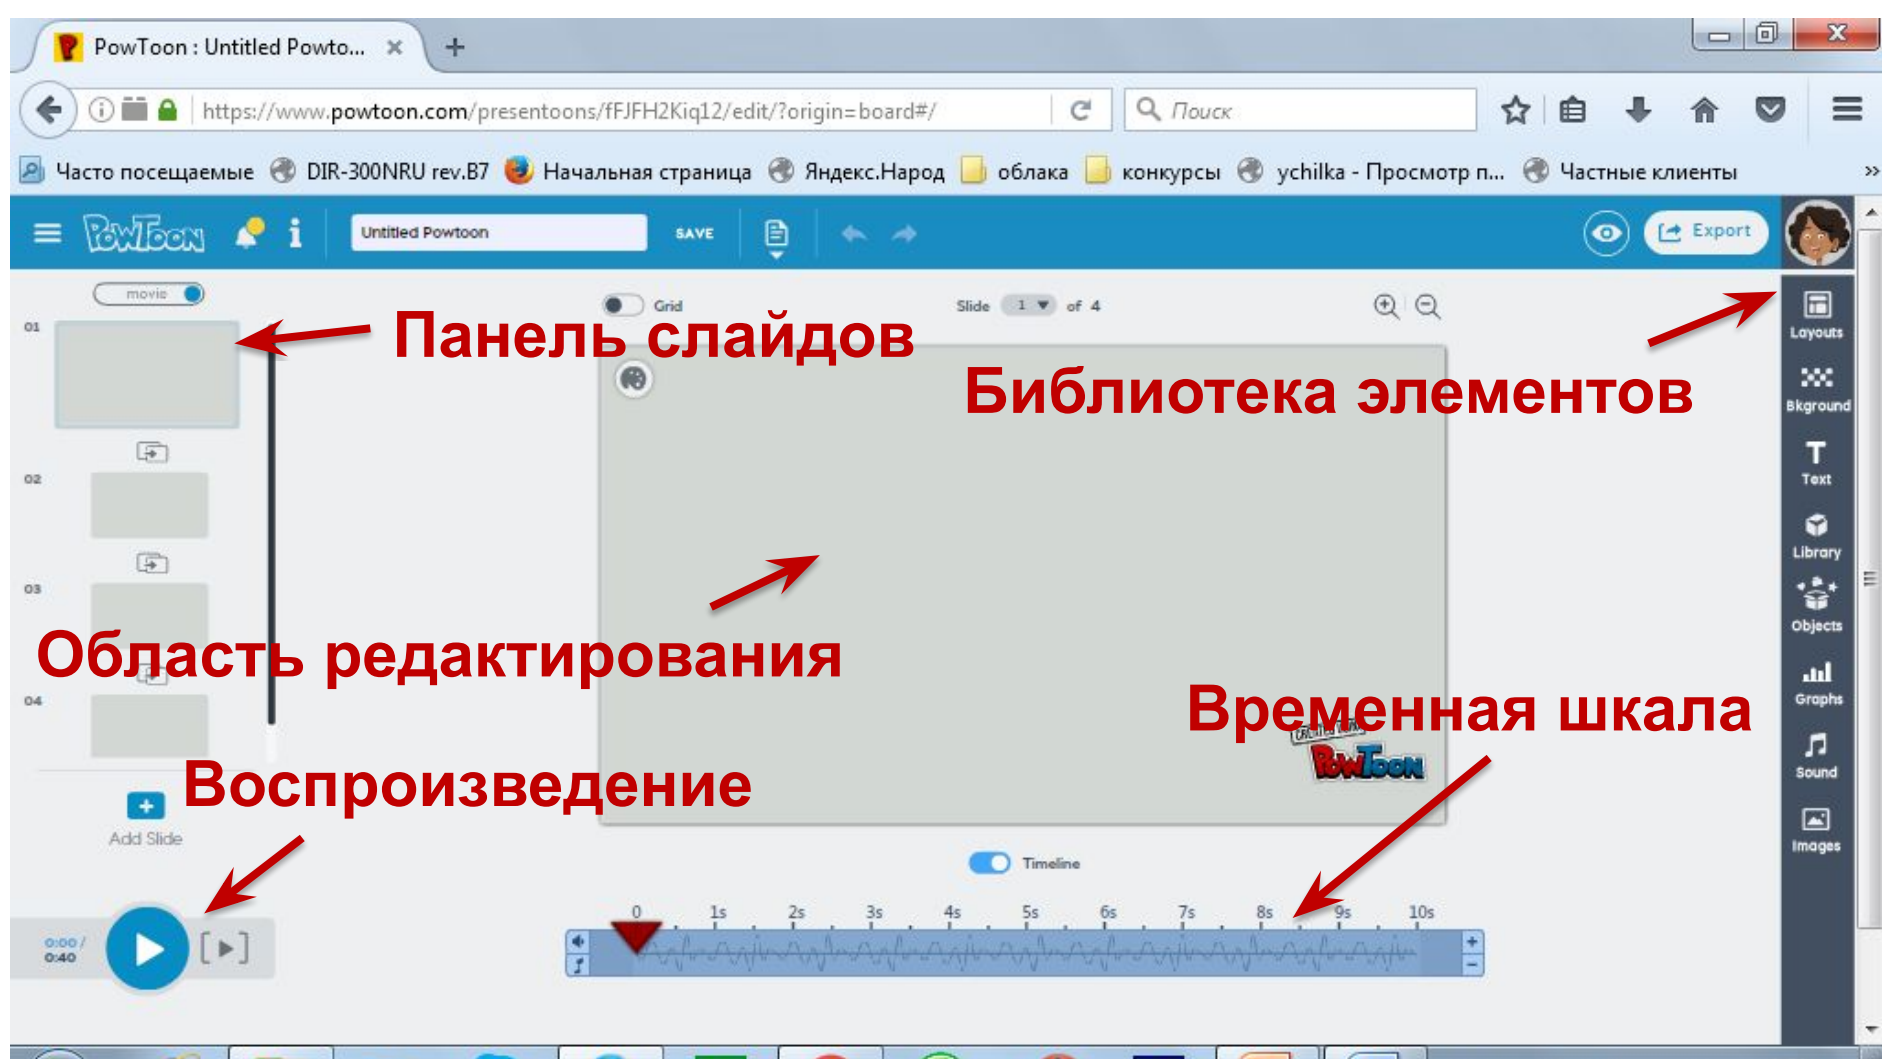 PowToon : Untitled Powto...
https://www.powtoon.com/presentoons/fFJFH2Kiq12/edit/?origin=board#/
Поиск
Часто посещаемые DIR-300NRU rev.B7 Начальная страница Яндекс.Народ облака конкурсы ychilka - Просмотр п... Частные клиенты
PowToon
Untitled Powtoon
SAVE
Export
movie
Grid
Slide 1 of 4
01
Панель слайдов
Библиотека элементов
Layouts
Bkground
Text
02
Library
03
Objects
Область редактирования
Graphs
04
Временная шкала
CREATED USING
POWTOON
Sound
Воспроизведение
Add Slide
Images
Timeline
0 1s 2s 3s 4s 5s 6s 7s 8s 9s 10s
0:00 /
0:40